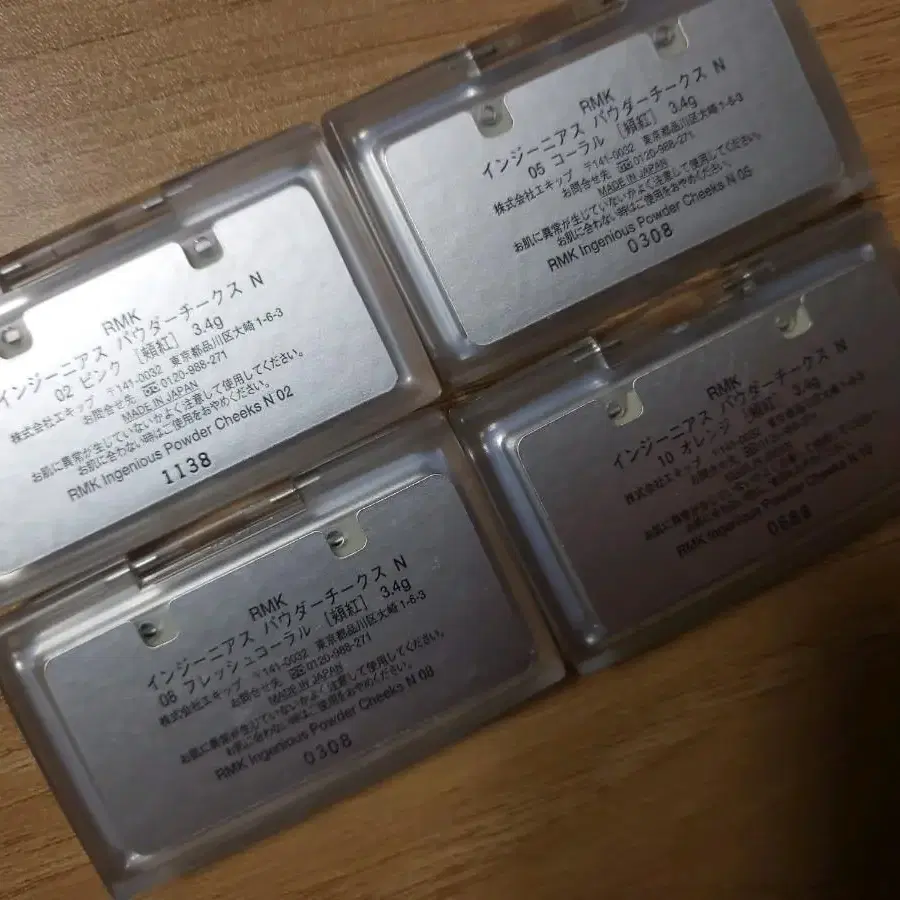 RMK
インジーニアス パウダーチークス N
02 ピンク [頬紅] 3.4g
株式会社エキップ 〒141-0032 東京都品川区大崎1-6-3
お問合せ先 ☎0120-988-271
MADE IN JAPAN
お肌に異常が生じていないかよく注意して使用してください。
お肌に合わない時はご使用をおやめください。
RMK Ingenious Powder Cheeks N 02
1138
RMK
インジーニアス パウダーチークス N
05 コーラル [頬紅] 3.4g
株式会社エキップ 〒141-0032 東京都品川区大崎1-6-3
お問合せ先 ☎0120-988-271
MADE IN JAPAN
お肌に異常が生じていないかよく注意して使用してください。
お肌に合わない時はご使用をおやめください。
RMK Ingenious Powder Cheeks N 05
0308
RMK
インジーニアス パウダーチークス N
08 フレッシュコーラル [頬紅] 3.4g
株式会社エキップ 〒141-0032 東京都品川区大崎1-6-3
お問合せ先 ☎0120-988-271
MADE IN JAPAN
お肌に異常が生じていないかよく注意して使用してください。
お肌に合わない時はご使用をおやめください。
RMK Ingenious Powder Cheeks N 08
0308
RMK
インジーニアス パウダーチークス N
10 オレンジ [頬紅] 3.4g
株式会社エキップ
RMK Ingenious Powder Cheeks N 10